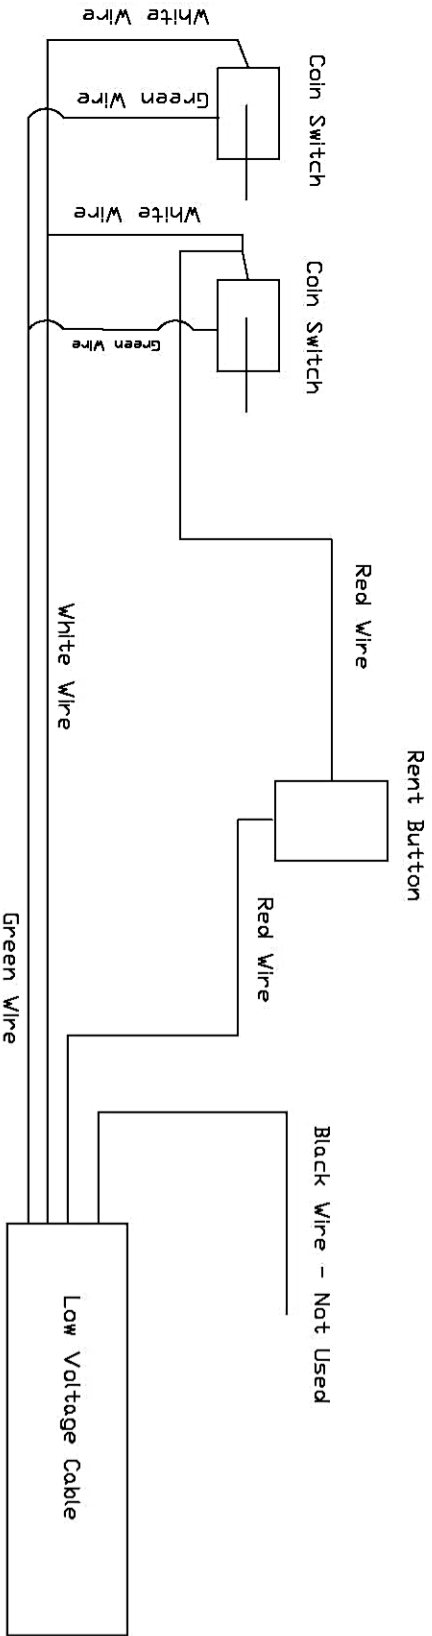 Coin Switch
White Wire
Green Wire
Coin Switch
White Wire
Green Wire
Red Wire
White Wire
Rent Button
Red Wire
Green Wire
Black Wire - Not Used
Low Voltage Cable